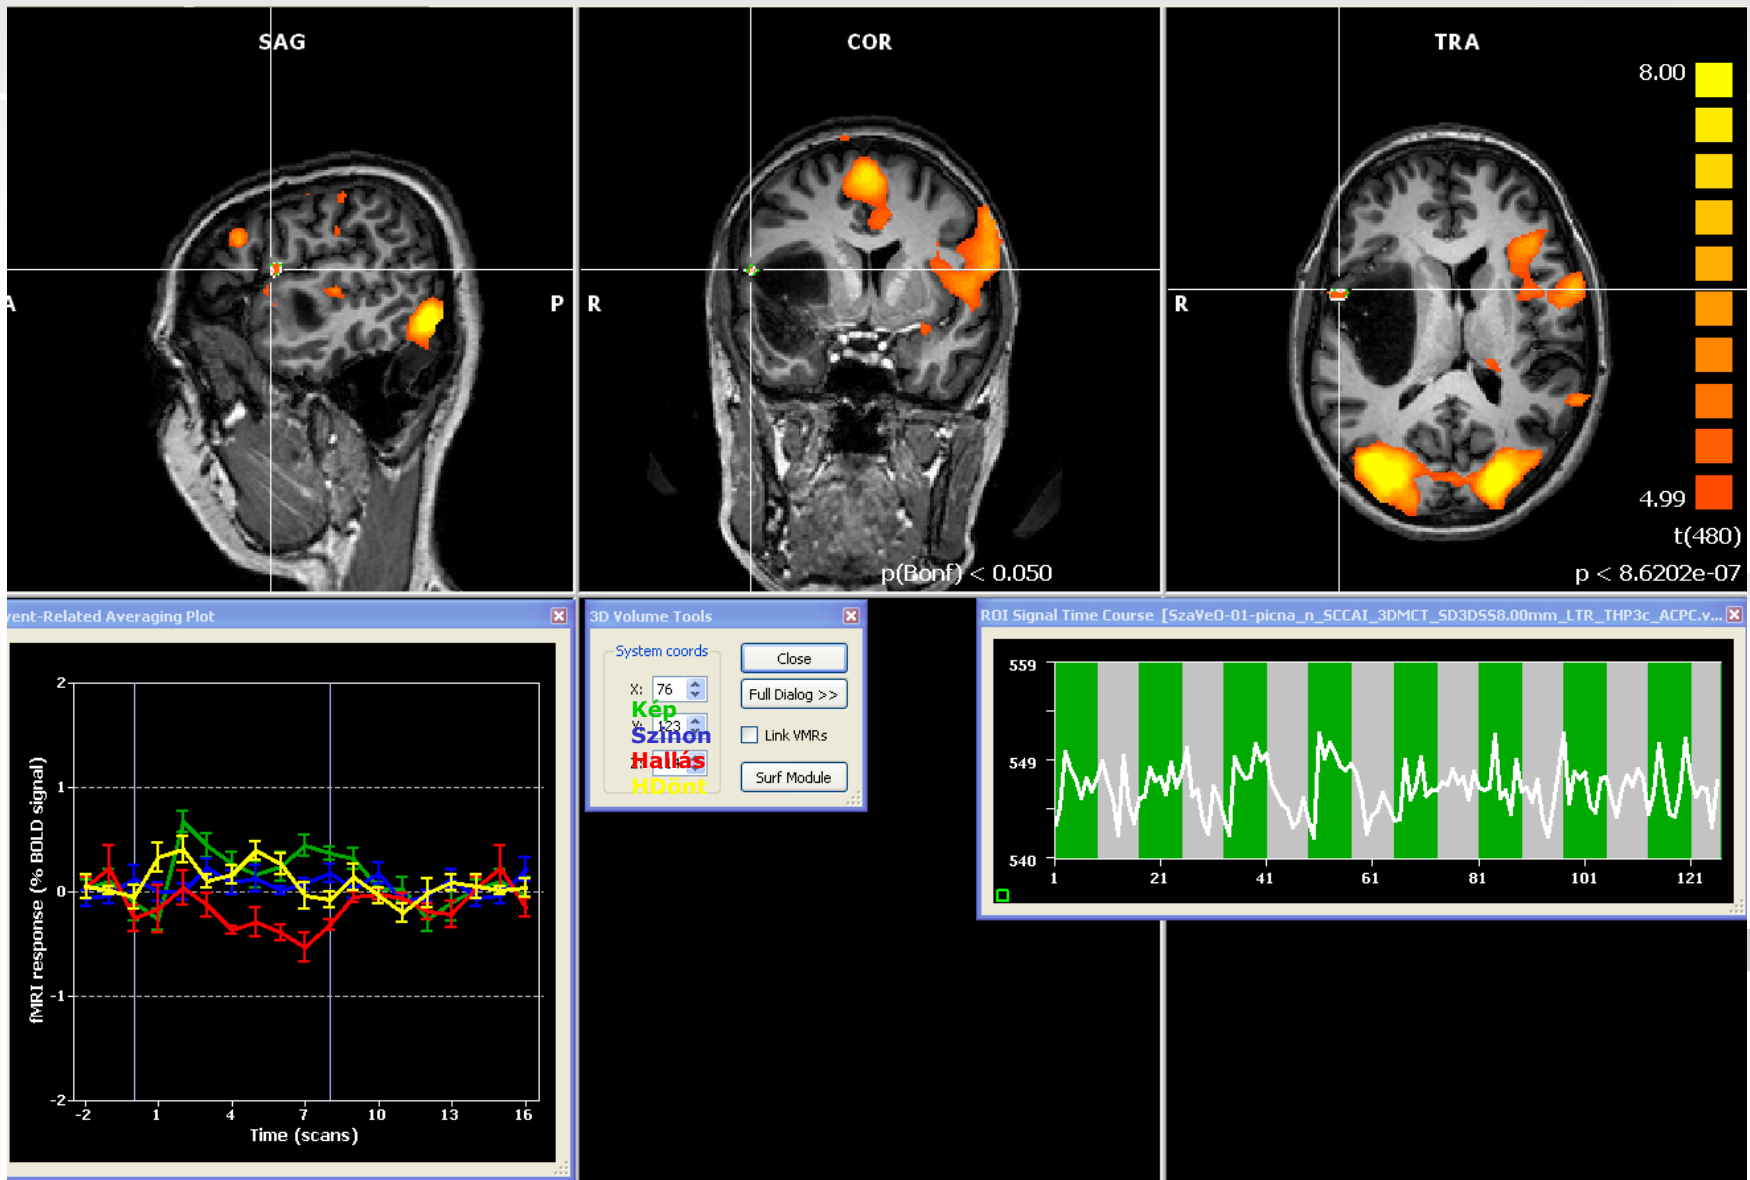 SAG
COR
TRA
8.00
A
P
R
R
4.99
t(480)
p(Bonf) < 0.050
p < 8.6202e-07
vent-Related Averaging Plot
2
1
0
-1
-2
-2 1 4 7 10 13 16
fMRI response (% BOLD signal)
Time (scans)
3D Volume Tools
System coords
X: 76
Close
Full Dialog >>
Kép
Y: 123
Szinon
Link VMRs
Hallás
HDönt
Surf Module
ROI Signal Time Course [SzaVeO-01-picna_n_SCCAI_3DMCT_SD3DSS8.00mm_LTR_THP3c_ACPC.v...
559
549
540
1 21 41 61 81 101 121